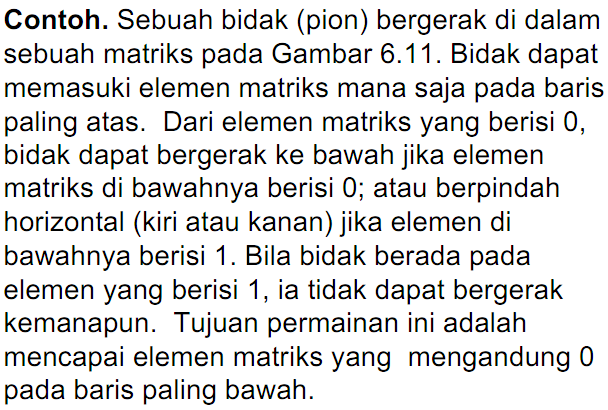 Contoh. Sebuah bidak (pion) bergerak di dalam
sebuah matriks pada Gambar 6.11. Bidak dapat
memasuki elemen matriks mana saja pada baris
paling atas.  Dari elemen matriks yang berisi 0,
bidak dapat bergerak ke bawah jika elemen
matriks di bawahnya berisi 0; atau berpindah
horizontal (kiri atau kanan) jika elemen di
bawahnya berisi 1. Bila bidak berada pada
elemen yang berisi 1, ia tidak dapat bergerak
kemanapun.  Tujuan permainan ini adalah
mencapai elemen matriks yang  mengandung 0
pada baris paling bawah.